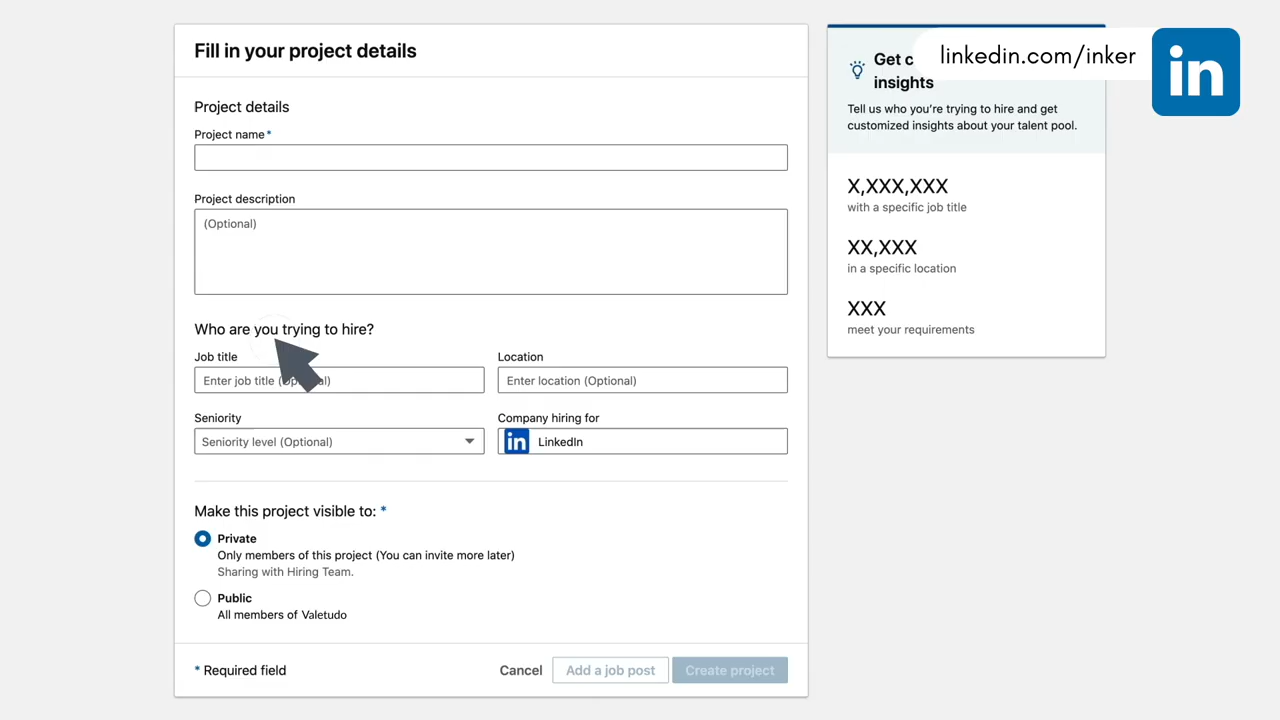 Fill in your project details
Project details
Project name*
Project description
(Optional)
Who are you trying to hire?
Job title
Location
Enter job title
Enter location (Optional)
Seniority
Company hiring for
Seniority level (Optional)
in LinkedIn
Make this project visible to: *
Private
Only members of this project (You can invite more later)
Sharing with Hiring Team.
Public
All members of Valetudo
* Required field
Cancel
Add a job post
Create project
Get
insights
Tell us who you're trying to hire and get
customized insights about your talent pool.
X,XXX,XXX
with a specific job title
XX,XXX
in a specific location
XXX
meet your requirements
linkedin.com/inker
in